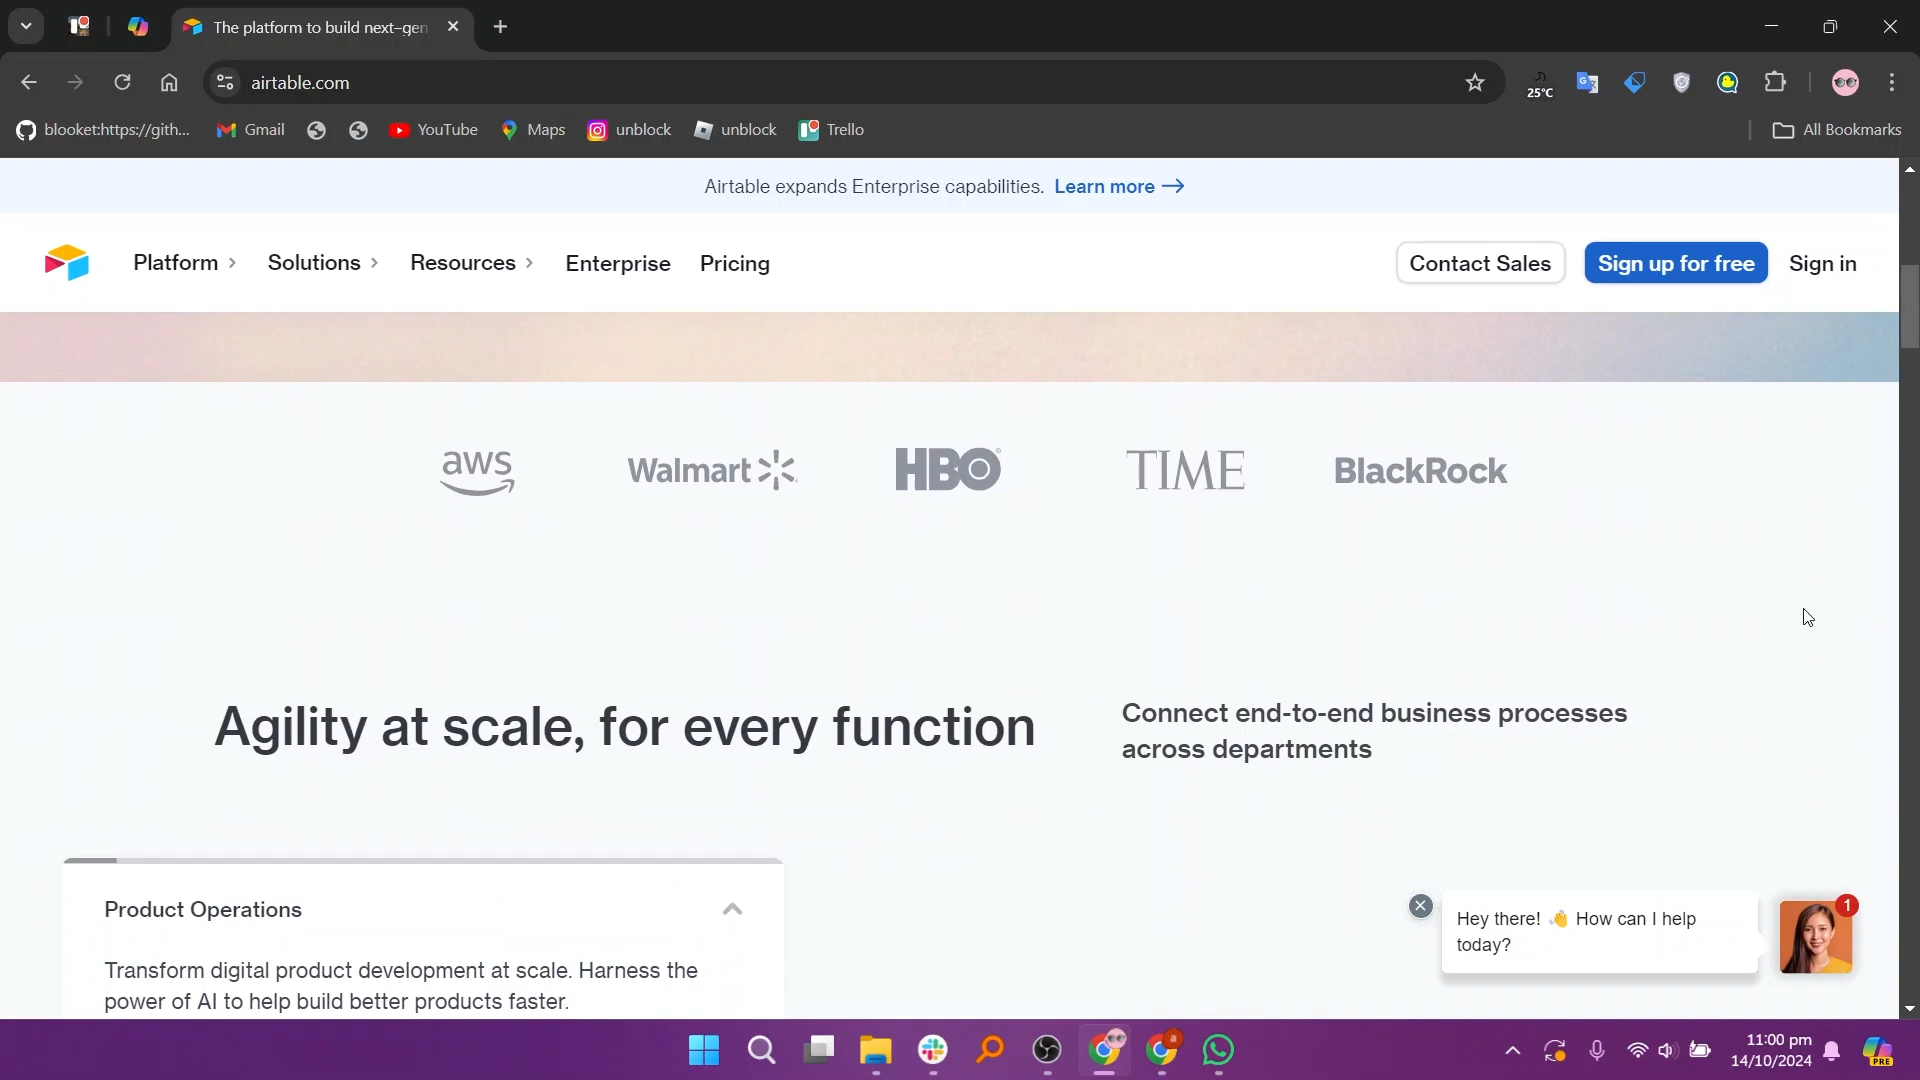 The platform to build next-gen
airtable.com
25°C
blooket:https://gith...
Gmail
YouTube
Maps
unblock
unblock
Trello
All Bookmarks
Airtable expands Enterprise capabilities. Learn more →
Platform
Solutions
Resources
Enterprise
Pricing
Contact Sales
Sign up for free
Sign in
aws
Walmart
HBO
TIME
BlackRock
Agility at scale, for every function
Connect end-to-end business processes
across departments
Product Operations
Transform digital product development at scale. Harness the
power of AI to help build better products faster.
Hey there! 👋 How can I help
today?
1
11:00 pm
14/10/2024
PRE